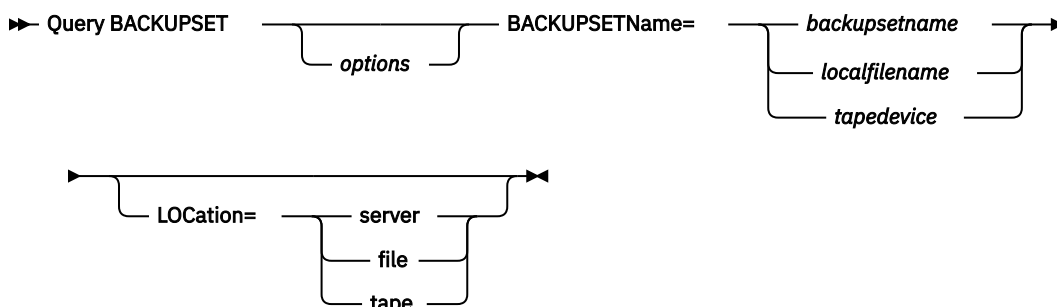 Query BACKUPSET options BACKUPSETName= backupsetname
localfilename
tapedevice
LOCation= server
file
tape